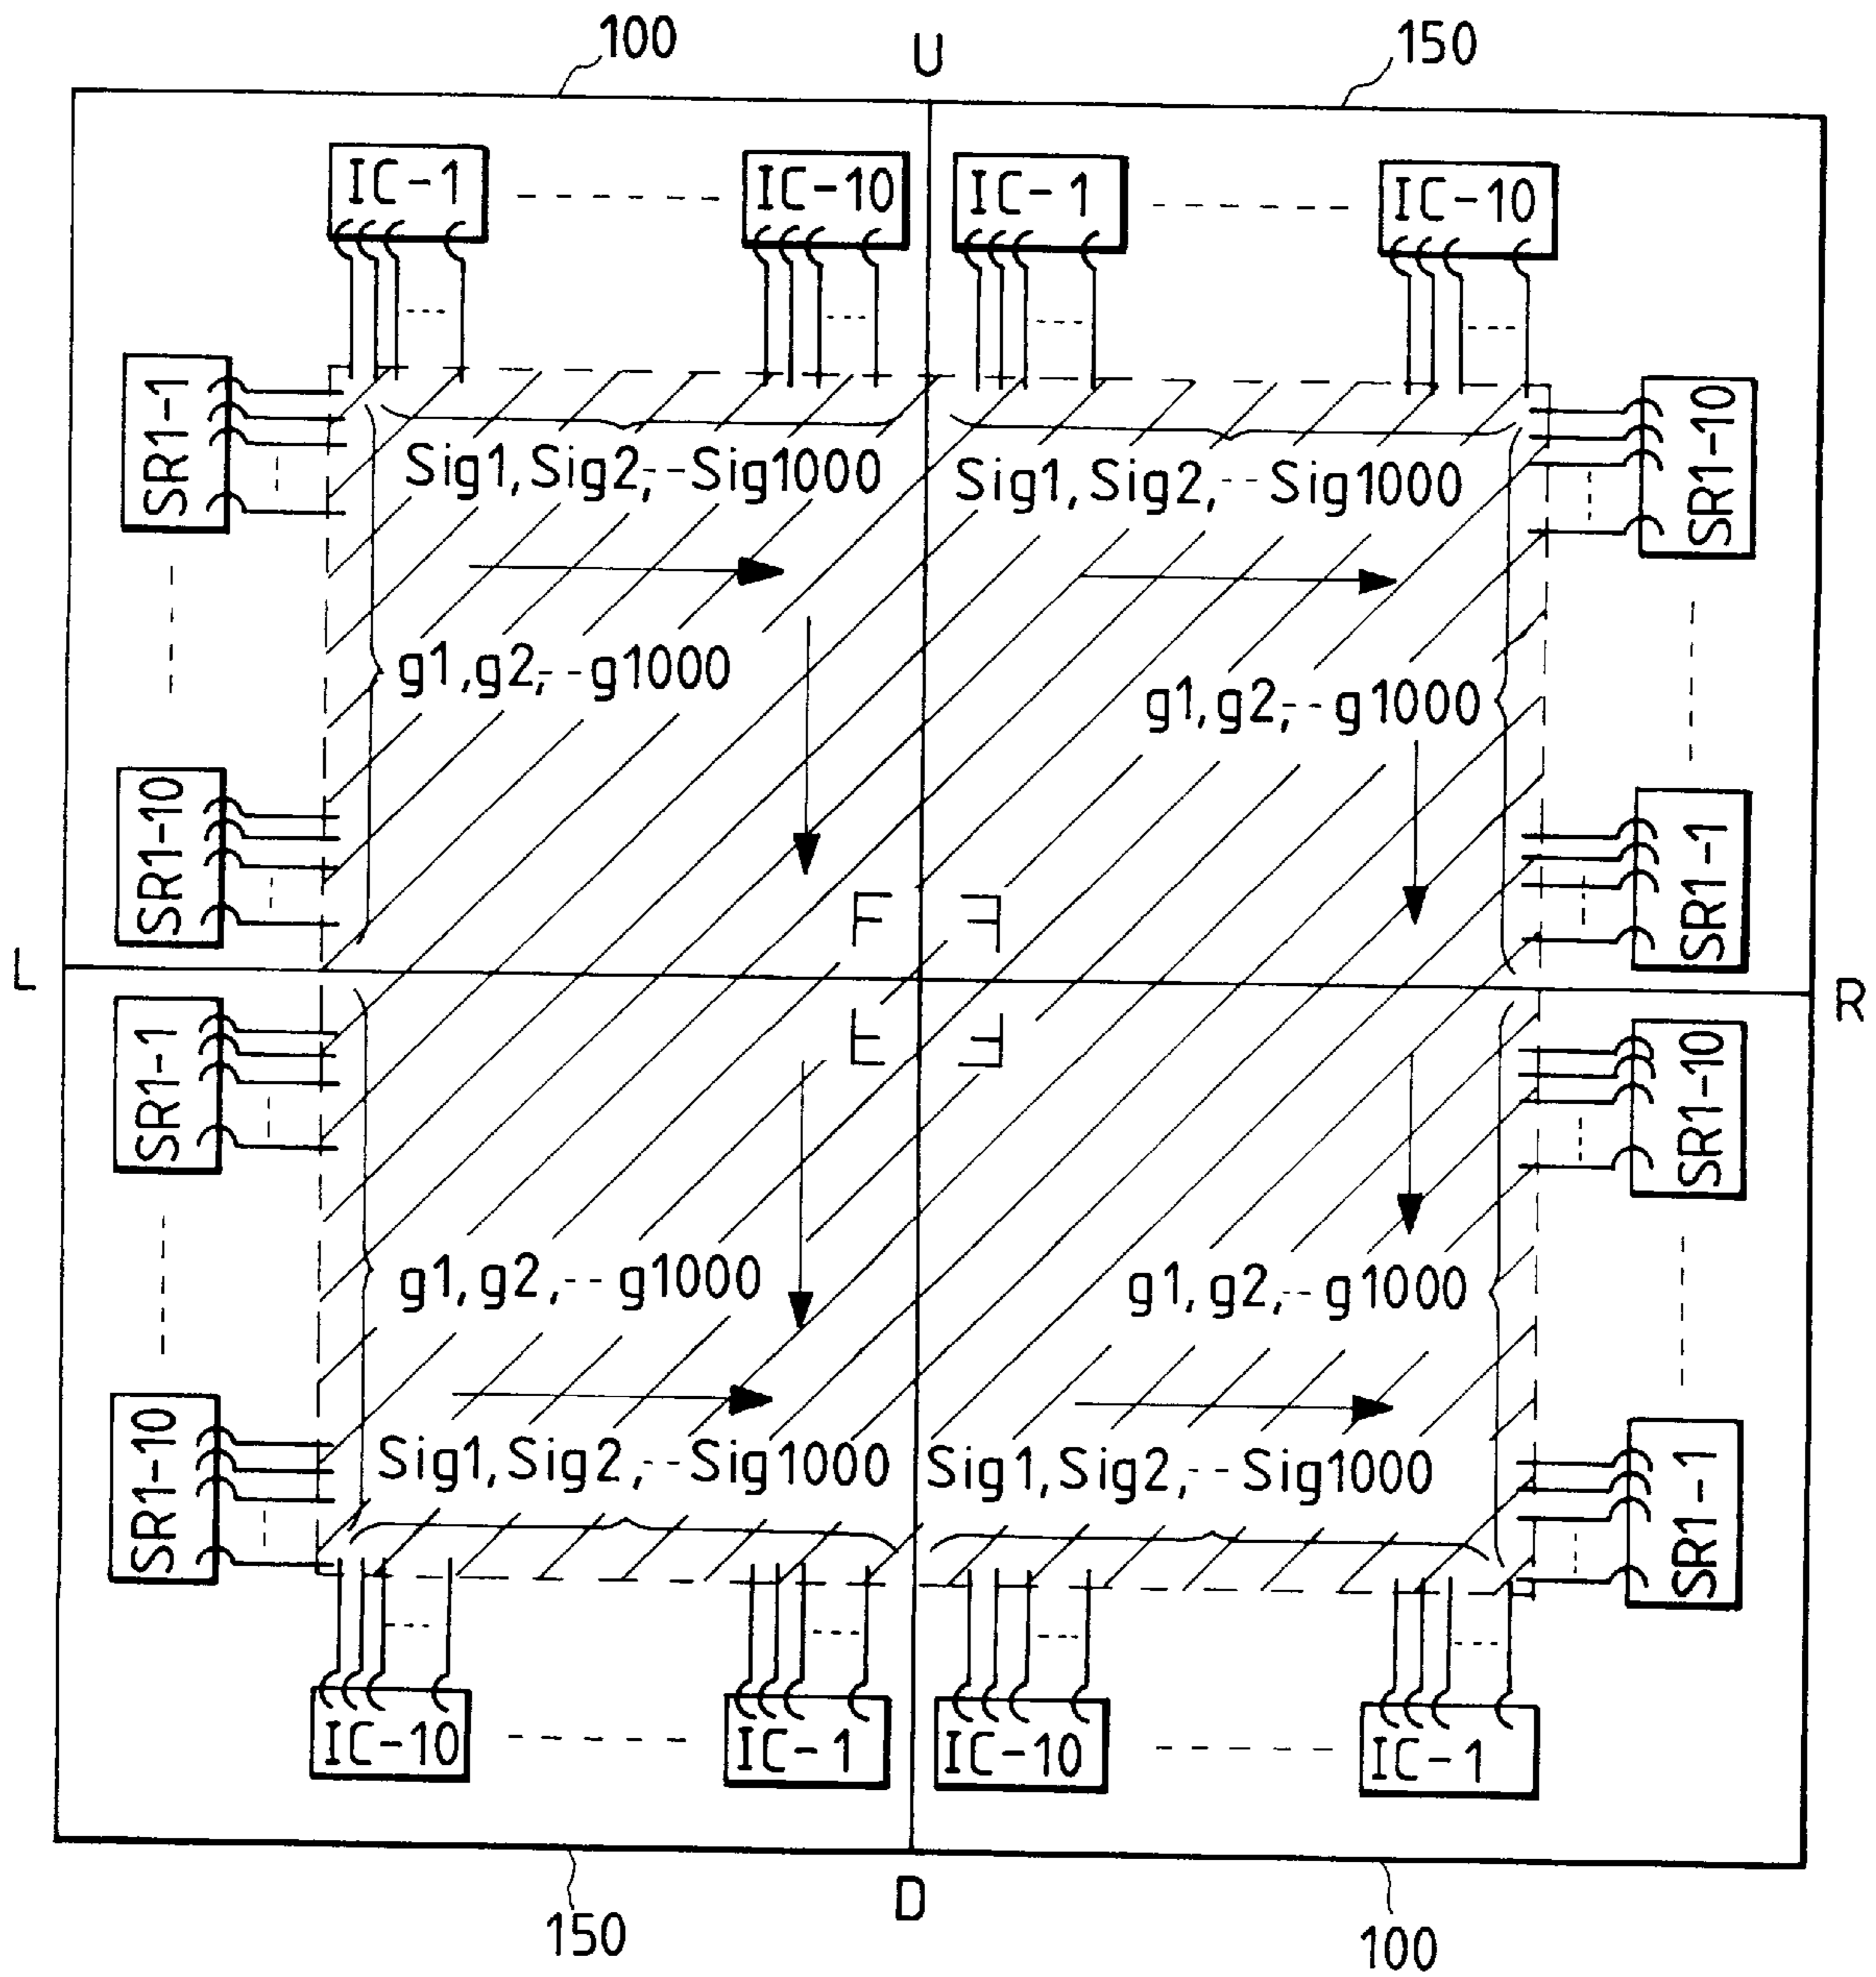 100
U
150
IC-1
IC-10
IC-1
IC-10
SR1-1
SR1-10
Sig1, Sig2, -- Sig1000
Sig1, Sig2, -- Sig1000
g1, g2, -- g1000
g1, g2, -- g1000
SR1-10
SR1-1
F
F
L
R
F
F
SR1-1
SR1-10
g1, g2, -- g1000
g1, g2, -- g1000
Sig1, Sig2, -- Sig1000
Sig1, Sig2, -- Sig1000
SR1-10
SR1-1
IC-10
IC-1
IC-10
IC-1
150
D
100